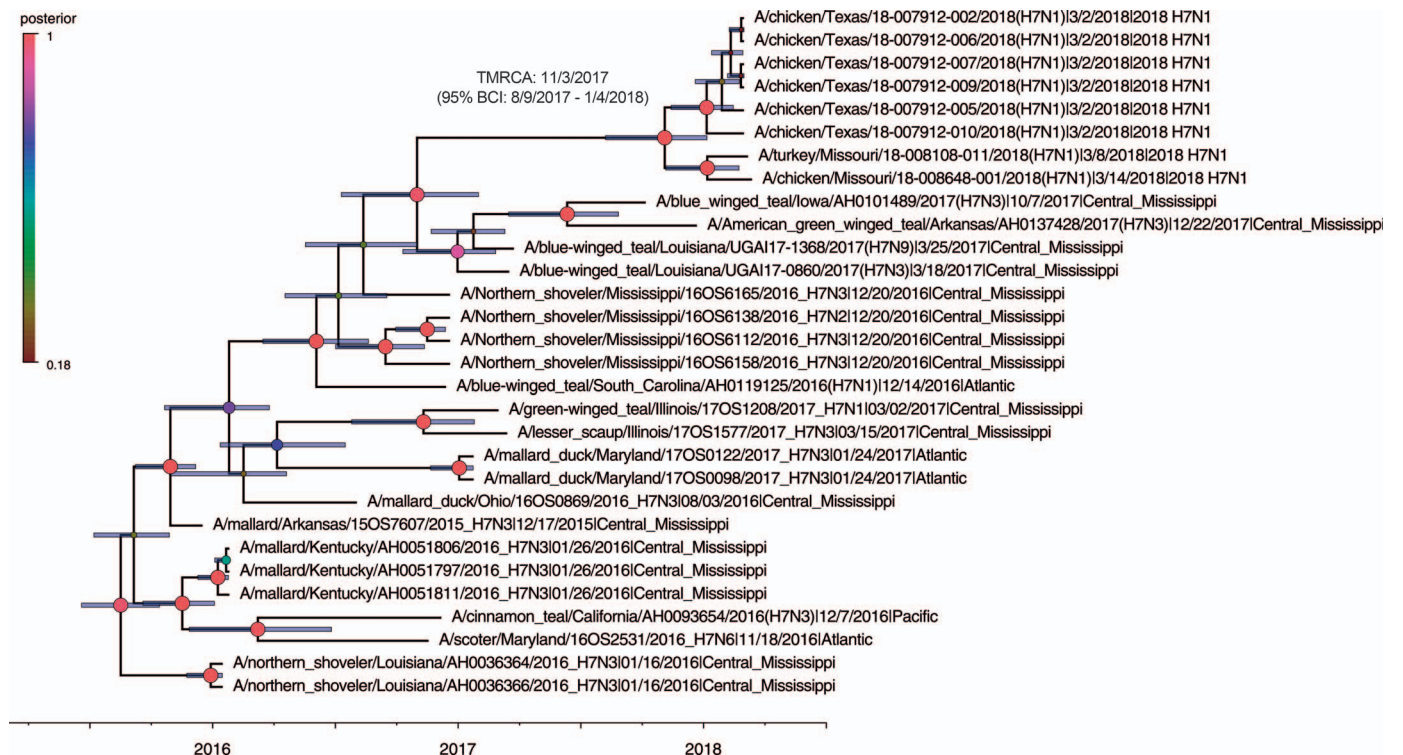 posterior
1
0.18
TMRCA: 11/3/2017
(95% BCI: 8/9/2017 - 1/4/2018)
A/chicken/Texas/18-007912-002/2018(H7N1)|3/2/2018|2018 H7N1
A/chicken/Texas/18-007912-006/2018(H7N1)|3/2/2018|2018 H7N1
A/chicken/Texas/18-007912-007/2018(H7N1)|3/2/2018|2018 H7N1
A/chicken/Texas/18-007912-009/2018(H7N1)|3/2/2018|2018 H7N1
A/chicken/Texas/18-007912-005/2018(H7N1)|3/2/2018|2018 H7N1
A/chicken/Texas/18-007912-010/2018(H7N1)|3/2/2018|2018 H7N1
A/turkey/Missouri/18-008108-011/2018(H7N1)|3/8/2018|2018 H7N1
A/chicken/Missouri/18-008648-001/2018(H7N1)|3/14/2018|2018 H7N1
A/blue_winged_teal/Iowa/AH0101489/2017(H7N3)|10/7/2017|Central_Mississippi
A/American_green_winged_teal/Arkansas/AH0137428/2017(H7N3)|12/22/2017|Central_Mississippi
A/blue-winged_teal/Louisiana/UGAI17-1368/2017(H7N9)|3/25/2017|Central_Mississippi
A/blue-winged_teal/Louisiana/UGAI17-0860/2017(H7N3)|3/18/2017|Central_Mississippi
A/Northern_shoveler/Mississippi/16OS6165/2016_H7N3|12/20/2016|Central_Mississippi
A/Northern_shoveler/Mississippi/16OS6138/2016_H7N2|12/20/2016|Central_Mississippi
A/Northern_shoveler/Mississippi/16OS6112/2016_H7N3|12/20/2016|Central_Mississippi
A/Northern_shoveler/Mississippi/16OS6158/2016_H7N3|12/20/2016|Central_Mississippi
A/blue-winged_teal/South_Carolina/AH0119125/2016(H7N1)|12/14/2016|Atlantic
A/green-winged_teal/Illinois/17OS1208/2017_H7N1|03/02/2017|Central_Mississippi
A/lesser_scaup/Illinois/17OS1577/2017_H7N3|03/15/2017|Central_Mississippi
A/mallard_duck/Maryland/17OS0122/2017_H7N3|01/24/2017|Atlantic
A/mallard_duck/Maryland/17OS0098/2017_H7N3|01/24/2017|Atlantic
A/mallard_duck/Ohio/16OS0869/2016_H7N3|08/03/2016|Central_Mississippi
A/mallard/Arkansas/15OS7607/2015_H7N3|12/17/2015|Central_Mississippi
A/mallard/Kentucky/AH0051806/2016_H7N3|01/26/2016|Central_Mississippi
A/mallard/Kentucky/AH0051797/2016_H7N3|01/26/2016|Central_Mississippi
A/mallard/Kentucky/AH0051811/2016_H7N3|01/26/2016|Central_Mississippi
A/cinnamon_teal/California/AH0093654/2016(H7N3)|12/7/2016|Pacific
A/scoter/Maryland/16OS2531/2016_H7N6|11/18/2016|Atlantic
A/northern_shoveler/Louisiana/AH0036364/2016_H7N3|01/16/2016|Central_Mississippi
A/northern_shoveler/Louisiana/AH0036366/2016_H7N3|01/16/2016|Central_Mississippi
2016 2017 2018